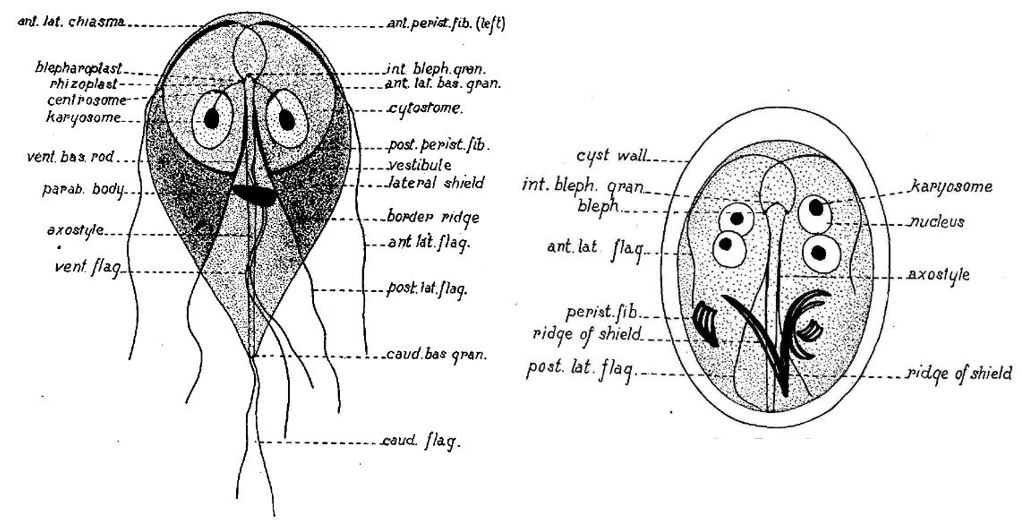 ant. lat. chiasma
blepharoplast
rhizoplast
centrosome
karyosome
vent. bas. rod
parab. body
axostyle
vent. flag
ant. perist. fib. (left)
int. bleph. gran.
ant. lat. bas. gran.
cytostome.
post. perist. fib.
vestibule
lateral shield
border ridge
ant. lat. flag.
post. lat. flag.
caud. bas gran.
caud. flag.
cyst wall
int. bleph. gran
bleph.
ant. lat. flag
perist. fib.
ridge of shield
post. lat. flag.
karyosome
nucleus
axostyle
ridge of shield